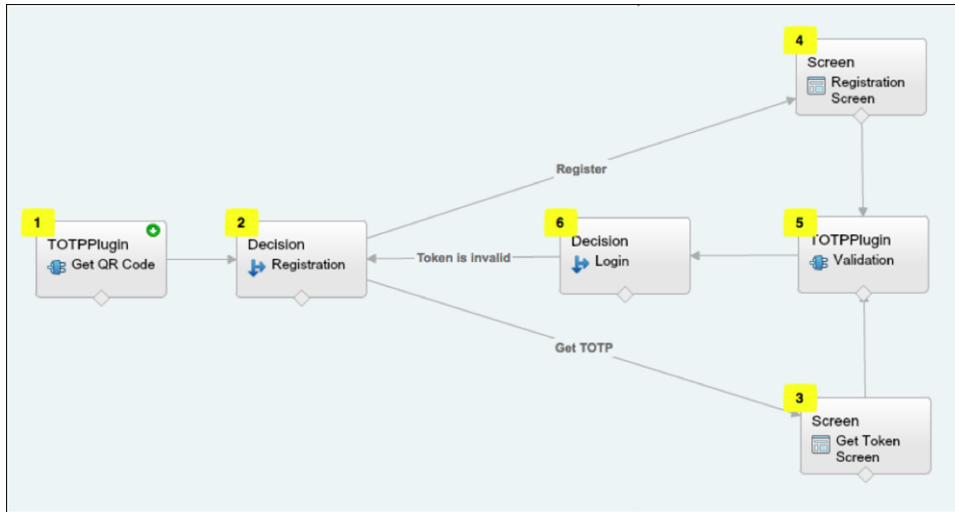 4
Screen
Registration
Screen
Register
1
TOTPPlugin
Get QR Code
2
Decision
Registration
Token is invalid
6
Decision
Login
5
TOTPPlugin
Validation
Get TOTP
3
Screen
Get Token
Screen